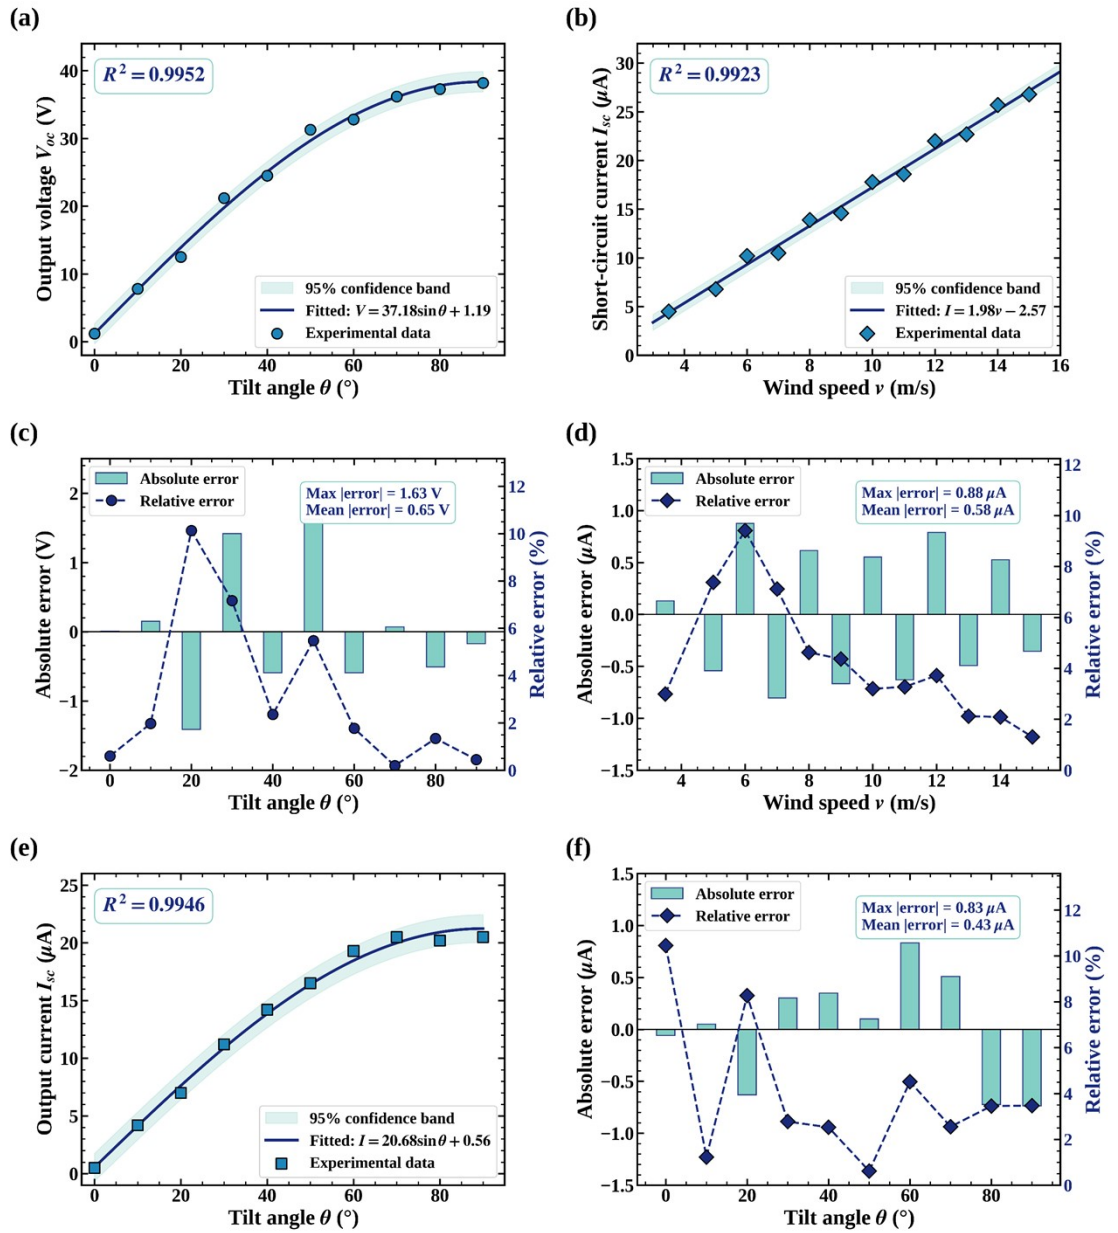 (a)
R² = 0.9952
Output voltage Voc (V)
40
30
20
10
0
95% confidence band
Fitted: V = 37.18sin θ + 1.19
Experimental data
0 20 40 60 80
Tilt angle θ (°)
(b)
R² = 0.9923
Short-circuit current Isc (μA)
30
25
20
15
10
5
0
95% confidence band
Fitted: I = 1.98v − 2.57
Experimental data
4 6 8 10 12 14 16
Wind speed v (m/s)
(c)
Absolute error
Relative error
Max |error| = 1.63 V
Mean |error| = 0.65 V
Absolute error (V)
2
1
0
−1
−2
Relative error (%)
12
10
8
6
4
2
0
0 20 40 60 80
Tilt angle θ (°)
(d)
Absolute error
Relative error
Max |error| = 0.88 μA
Mean |error| = 0.58 μA
Absolute error (μA)
1.5
1.0
0.5
0.0
−0.5
−1.0
−1.5
Relative error (%)
12
10
8
6
4
2
0
4 6 8 10 12 14
Wind speed v (m/s)
(e)
R² = 0.9946
Output current Isc (μA)
25
20
15
10
5
0
95% confidence band
Fitted: I = 20.68sin θ + 0.56
Experimental data
0 20 40 60 80
Tilt angle θ (°)
(f)
Absolute error
Relative error
Max |error| = 0.83 μA
Mean |error| = 0.43 μA
Absolute error (μA)
1.5
1.0
0.5
0.0
−0.5
−1.0
−1.5
Relative error (%)
12
10
8
6
4
2
0
0 20 40 60 80
Tilt angle θ (°)